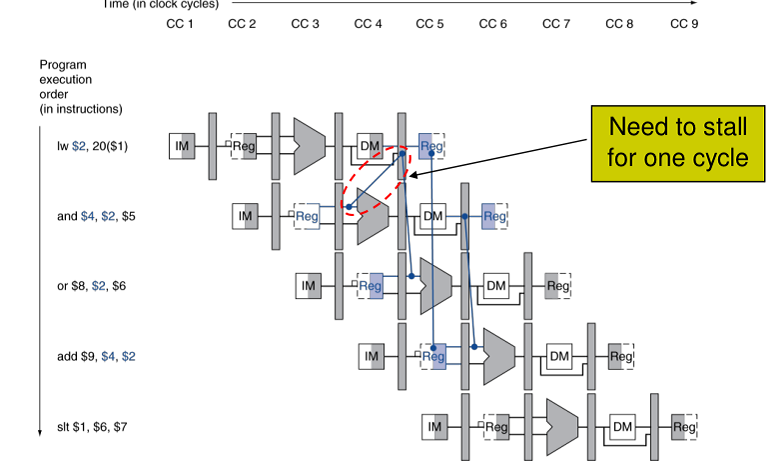 Time (in clock cycles)
CC 1 CC 2 CC 3 CC 4 CC 5 CC 6 CC 7 CC 8 CC 9
Program
execution
order
(in instructions)
Need to stall
for one cycle
lw $2, 20($1) IM Reg DM Reg
and $4, $2, $5 IM Reg DM Reg
or $8, $2, $6 IM Reg DM Reg
add $9, $4, $2 IM Reg DM Reg
slt $1, $6, $7 IM Reg DM Reg